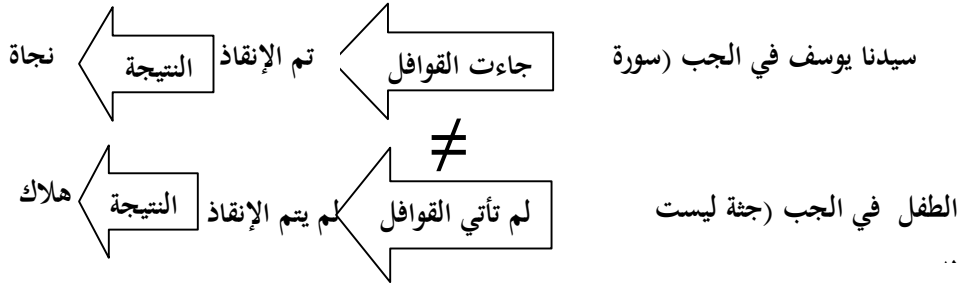 سيدنا يوسف في الجب (سورة جاءت القوافل تم الإنقاذ النتيجة نجاة
≠
الطفل في الجب (جثة ليست لم تأتي القوافل لم يتم الإنقاذ النتيجة هلاك